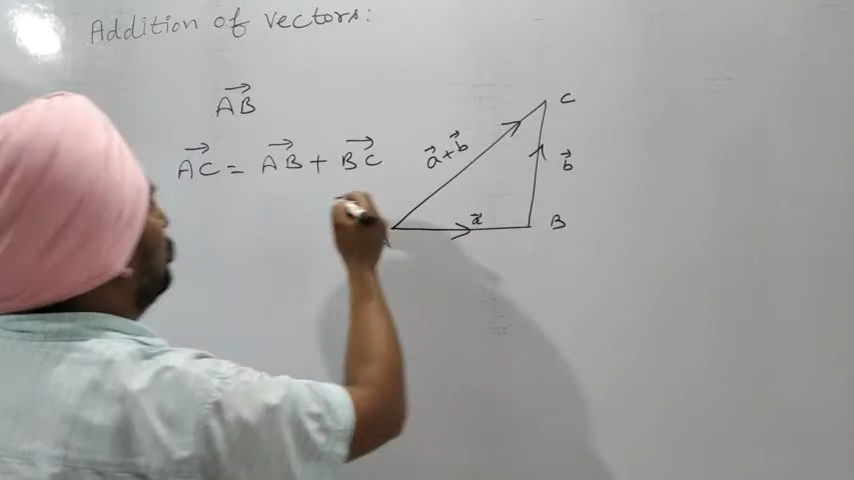 Addition of vectors:
→AB
→AC = →AB + →BC
C
→a + →b
→b
→a
B